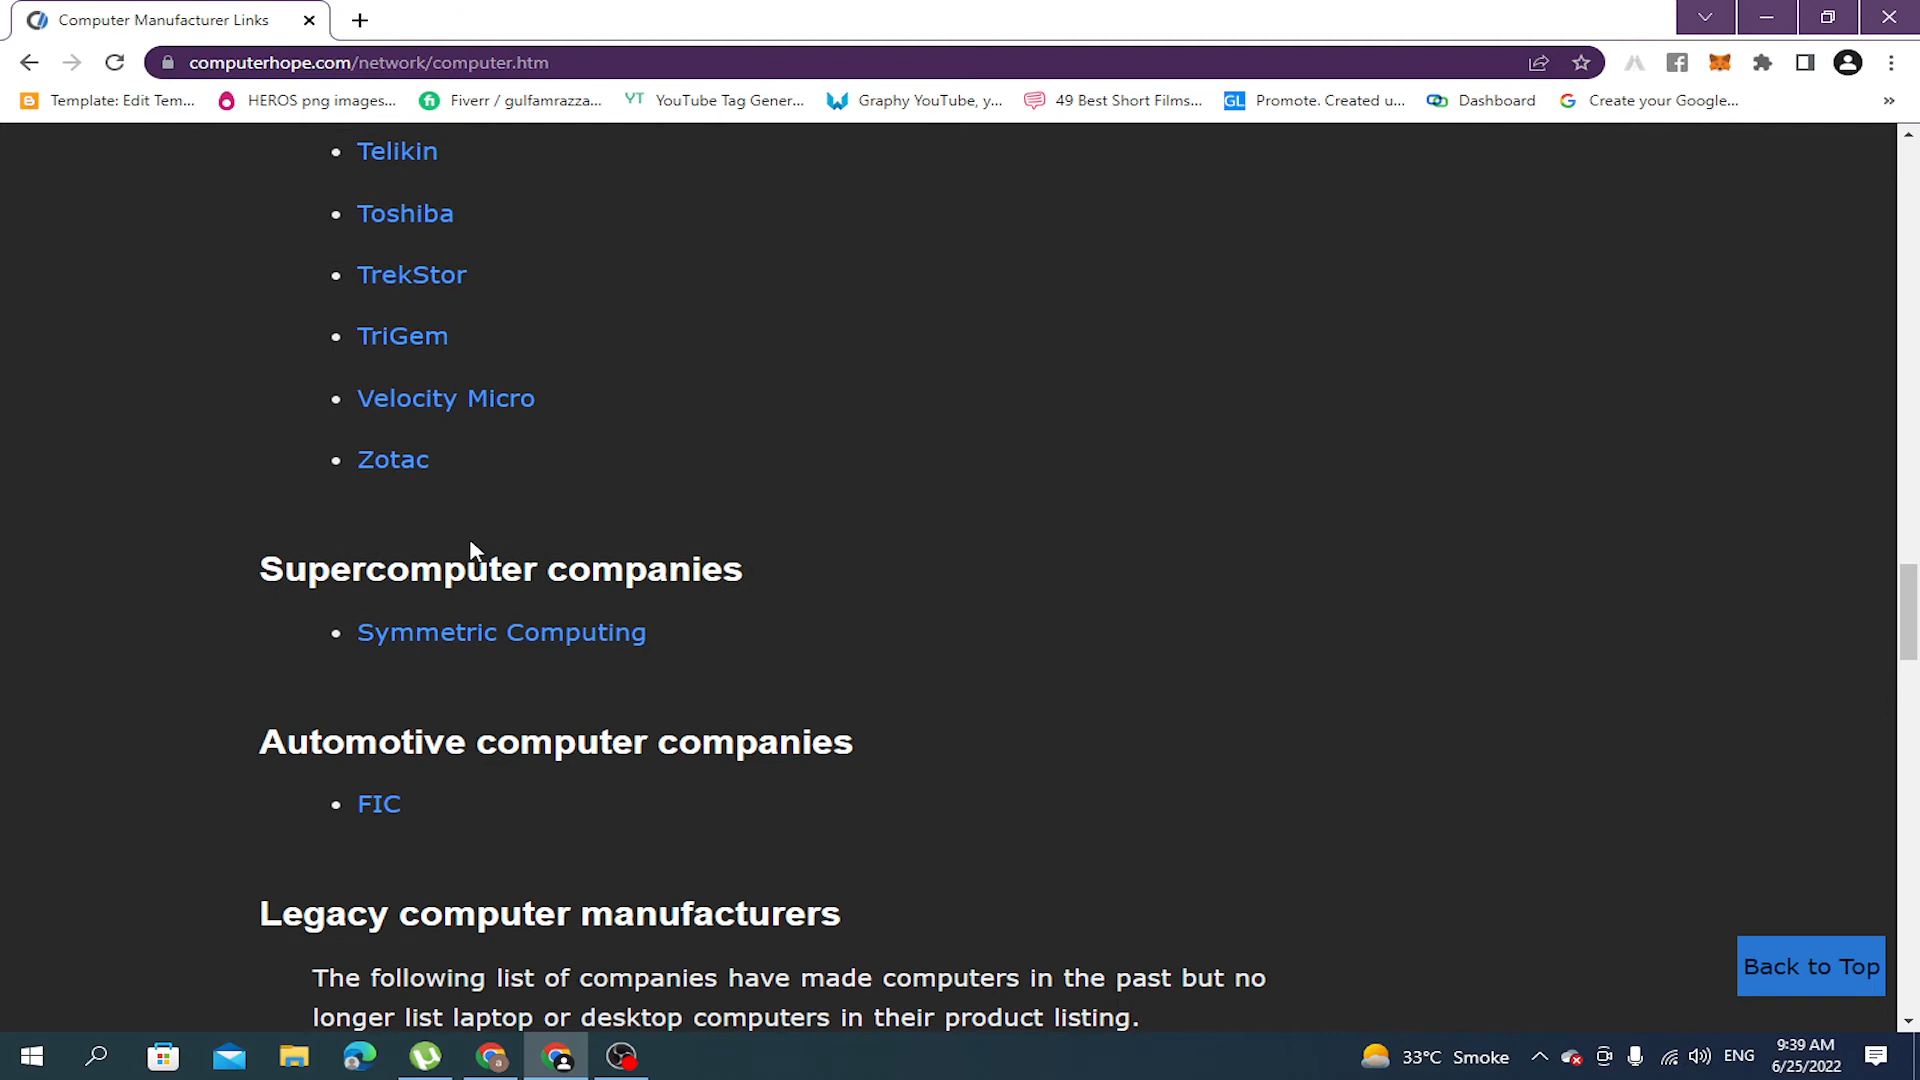 Computer Manufacturer Links
computerhope.com/network/computer.htm
Template: Edit Tem... HEROS png images... Fiverr / gulfamrazza... YT YouTube Tag Gener... Graphy YouTube, y... 49 Best Short Films... GL Promote. Created u... Dashboard Create your Google...
Telikin
Toshiba
TrekStor
TriGem
Velocity Micro
Zotac
Supercomputer companies
Symmetric Computing
Automotive computer companies
FIC
Legacy computer manufacturers
The following list of companies have made computers in the past but no
longer list laptop or desktop computers in their product listing.
Back to Top
33°C Smoke
ENG
9:39 AM
6/25/2022